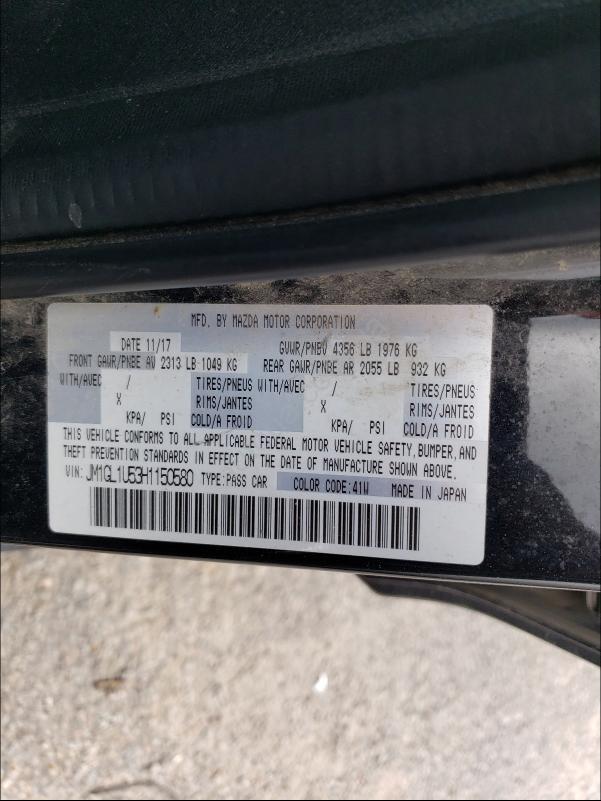 MFD. BY MAZDA MOTOR CORPORATION
DATE 11/17 GVWR/PNBV 4356 LB 1976 KG
FRONT GAWR/PNBE AV 2313 LB 1049 KG REAR GAWR/PNBE AR 2055 LB 932 KG
WITH/AVEC / TIRES/PNEUS WITH/AVEC / TIRES/PNEUS
X RIMS/JANTES X RIMS/JANTES
KPA/ PSI COLD/A FROID KPA/ PSI COLD/A FROID
THIS VEHICLE CONFORMS TO ALL APPLICABLE FEDERAL MOTOR VEHICLE SAFETY, BUMPER, AND
THEFT PREVENTION STANDARDS IN EFFECT ON THE DATE OF MANUFACTURE SHOWN ABOVE.
VIN: JM1GL1U53H1150580 TYPE:PASS CAR COLOR CODE:41W MADE IN JAPAN